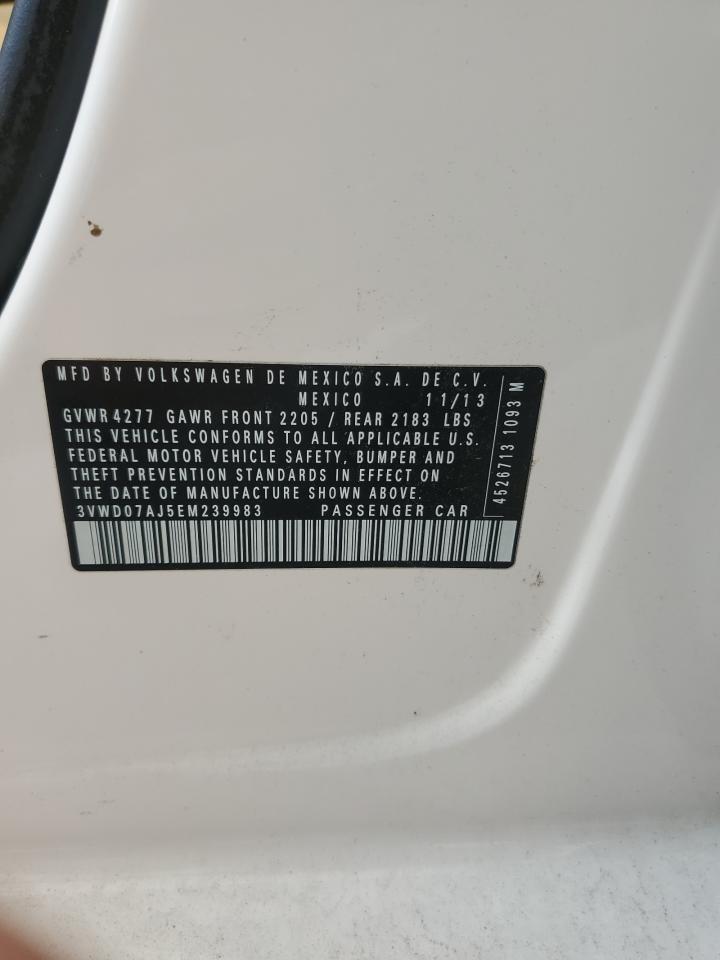 MFD BY VOLKSWAGEN DE MEXICO S.A. DE C.V.
MEXICO 11/13
GVWR 4277 GAWR FRONT 2205 / REAR 2183 LBS
THIS VEHICLE CONFORMS TO ALL APPLICABLE U.S.
FEDERAL MOTOR VEHICLE SAFETY, BUMPER AND
THEFT PREVENTION STANDARDS IN EFFECT ON
THE DATE OF MANUFACTURE SHOWN ABOVE.
3VWD07AJ5EM239983 PASSENGER CAR
4526713 1093 M